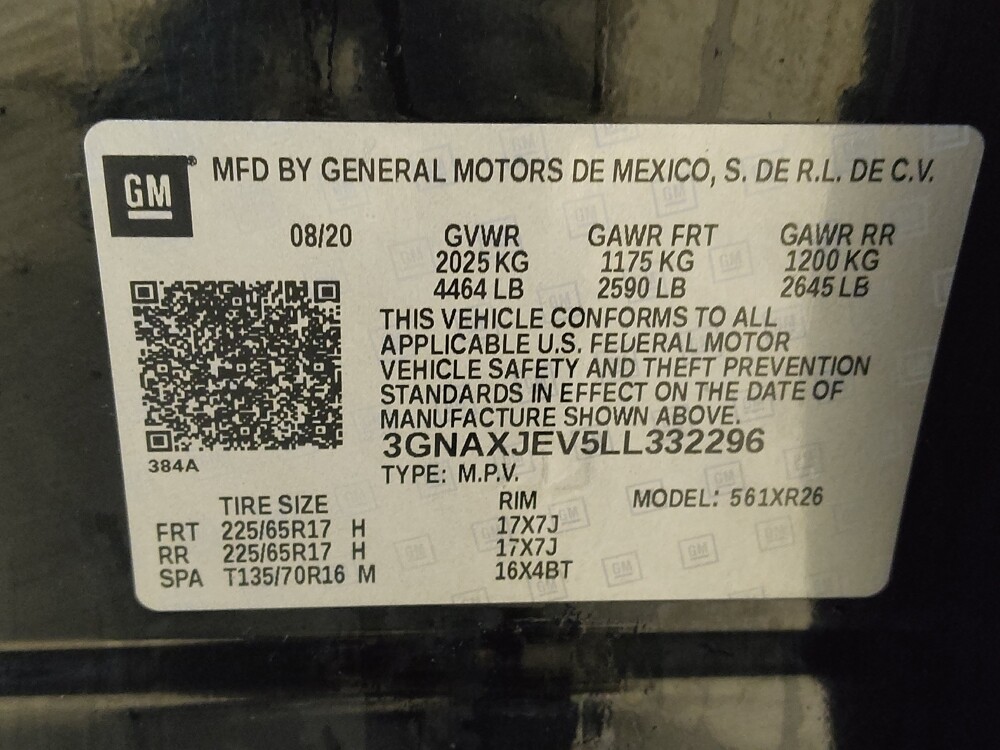 GM® MFD BY GENERAL MOTORS DE MEXICO, S. DE R.L. DE C.V.
08/20 GVWR GAWR FRT GAWR RR
2025 KG 1175 KG 1200 KG
4464 LB 2590 LB 2645 LB
THIS VEHICLE CONFORMS TO ALL
APPLICABLE U.S. FEDERAL MOTOR
VEHICLE SAFETY AND THEFT PREVENTION
STANDARDS IN EFFECT ON THE DATE OF
MANUFACTURE SHOWN ABOVE.
3GNAXJEV5LL332296
384A
TYPE: M.P.V.
TIRE SIZE RIM MODEL: 561XR26
FRT 225/65R17 H 17X7J
RR 225/65R17 H 17X7J
SPA T135/70R16 M 16X4BT